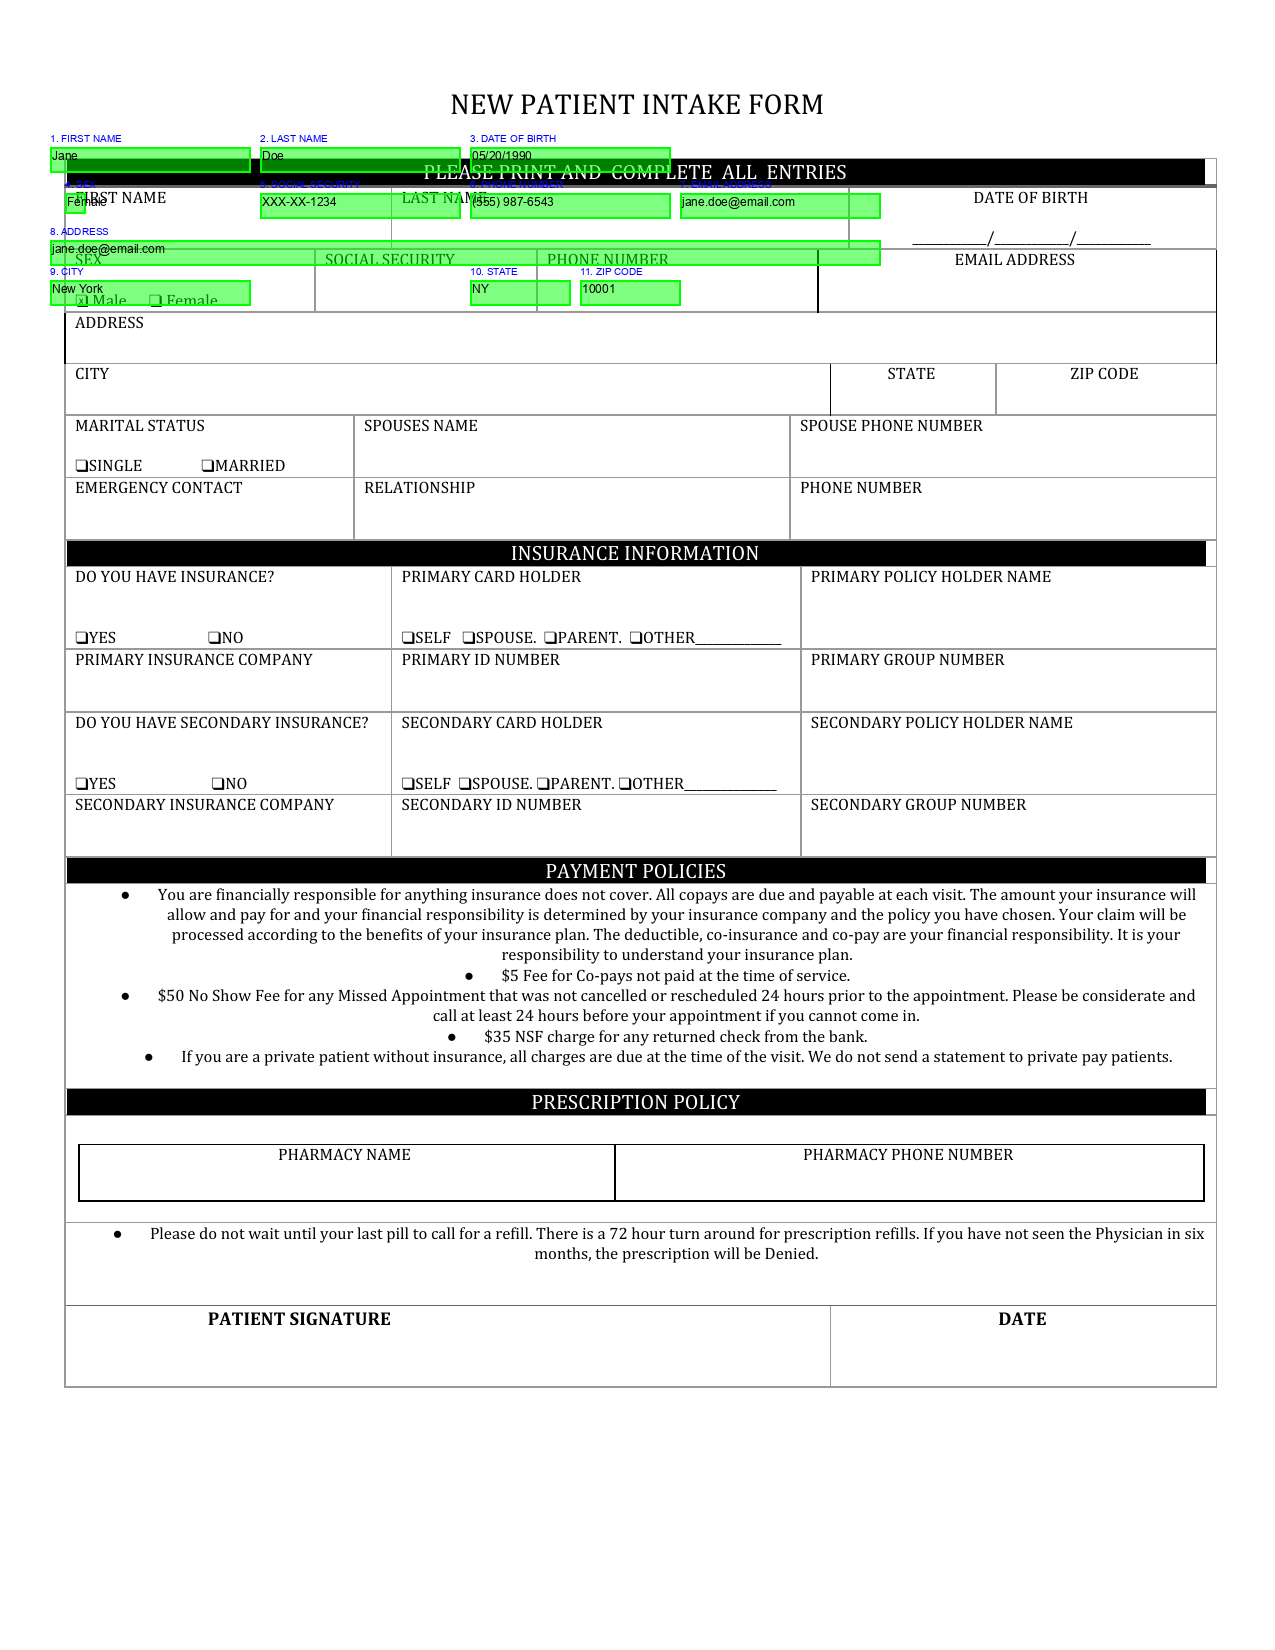 NEW PATIENT INTAKE FORM
1. FIRST NAME 2. LAST NAME 3. DATE OF BIRTH
Jane Doe 05/20/1990
PLEASE PRINT AND COMPLETE ALL ENTRIES
4. SEX 5. SOCIAL SECURITY 6. PHONE NUMBER 7. EMAIL ADDRESS
FIRST NAME LAST NAME DATE OF BIRTH
Female XXX-XX-1234 (555) 987-6543 jane.doe@email.com
8. ADDRESS
____________/____________/____________
jane.doe@email.com
SEX SOCIAL SECURITY PHONE NUMBER EMAIL ADDRESS
9. CITY 10. STATE 11. ZIP CODE
New York NY 10001
☒ Male ❑ Female
ADDRESS
CITY STATE ZIP CODE
MARITAL STATUS SPOUSES NAME SPOUSE PHONE NUMBER
❑SINGLE ❑MARRIED
EMERGENCY CONTACT RELATIONSHIP PHONE NUMBER
INSURANCE INFORMATION
DO YOU HAVE INSURANCE? PRIMARY CARD HOLDER PRIMARY POLICY HOLDER NAME
❑YES ❑NO ❑SELF ❑SPOUSE. ❑PARENT. ❑OTHER______________
PRIMARY INSURANCE COMPANY PRIMARY ID NUMBER PRIMARY GROUP NUMBER
DO YOU HAVE SECONDARY INSURANCE? SECONDARY CARD HOLDER SECONDARY POLICY HOLDER NAME
❑YES ❑NO ❑SELF ❑SPOUSE. ❑PARENT. ❑OTHER_______________
SECONDARY INSURANCE COMPANY SECONDARY ID NUMBER SECONDARY GROUP NUMBER
PAYMENT POLICIES
● You are financially responsible for anything insurance does not cover. All copays are due and payable at each visit. The amount your insurance will
allow and pay for and your financial responsibility is determined by your insurance company and the policy you have chosen. Your claim will be
processed according to the benefits of your insurance plan. The deductible, co-insurance and co-pay are your financial responsibility. It is your
responsibility to understand your insurance plan.
● $5 Fee for Co-pays not paid at the time of service.
● $50 No Show Fee for any Missed Appointment that was not cancelled or rescheduled 24 hours prior to the appointment. Please be considerate and
call at least 24 hours before your appointment if you cannot come in.
● $35 NSF charge for any returned check from the bank.
● If you are a private patient without insurance, all charges are due at the time of the visit. We do not send a statement to private pay patients.
PRESCRIPTION POLICY
PHARMACY NAME PHARMACY PHONE NUMBER
● Please do not wait until your last pill to call for a refill. There is a 72 hour turn around for prescription refills. If you have not seen the Physician in six
months, the prescription will be Denied.
PATIENT SIGNATURE DATE